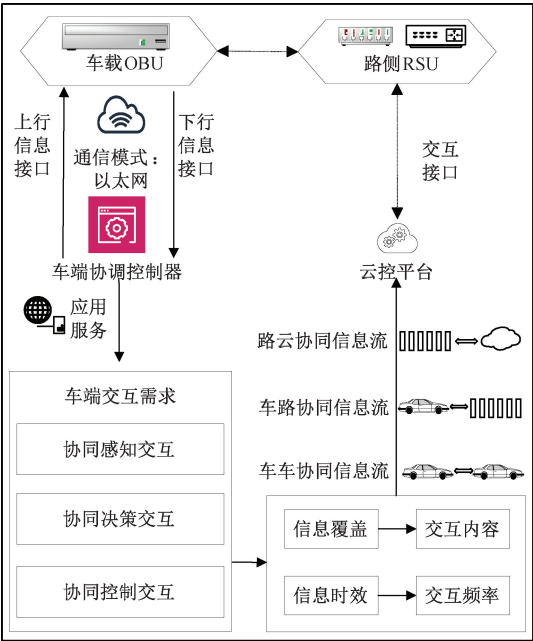 车载OBU
路侧RSU
上行
信息
接口
通信模式：
以太网
下行
信息
接口
交互
接口
车端协调控制器
云控平台
应用
服务
路云协同信息流
车路协同信息流
车车协同信息流
车端交互需求
协同感知交互
协同决策交互
协同控制交互
信息覆盖
交互内容
信息时效
交互频率